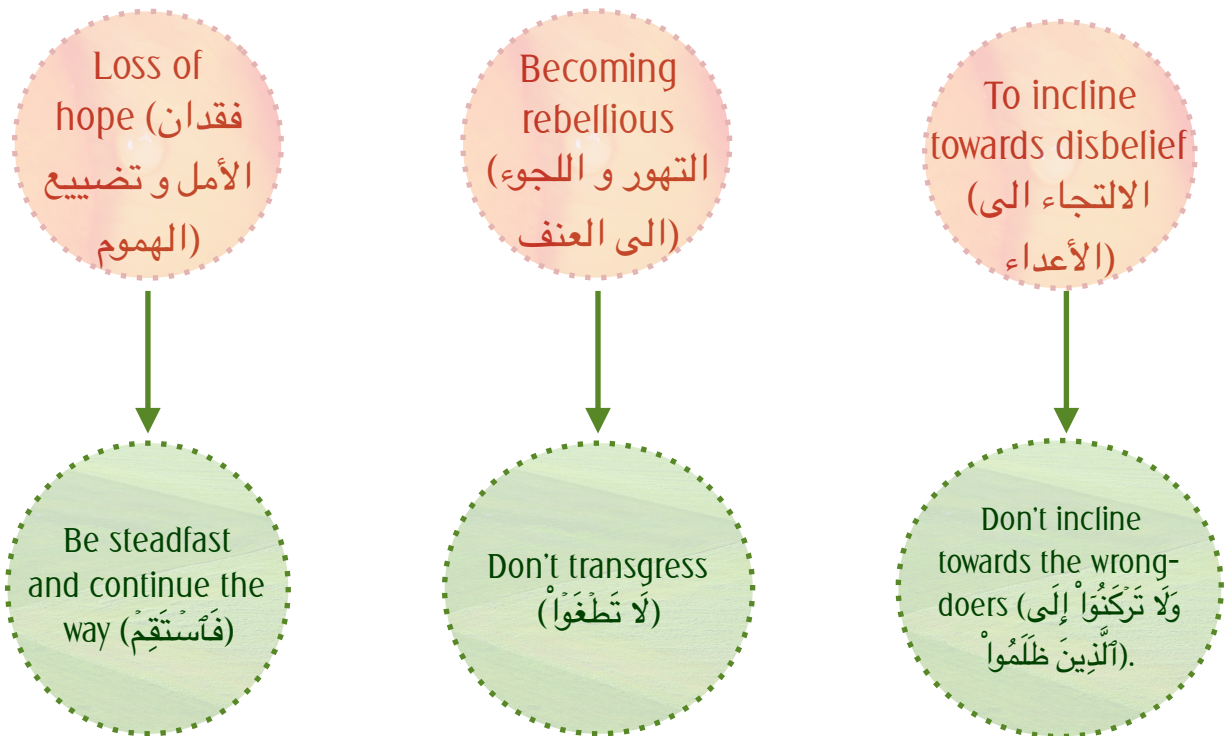 Loss of
hope (فقدان
الأمل و تضييع
الهموم)
Becoming
rebellious
(التهور و اللجوء
الى العنف)
To incline
towards disbelief
(الالتجاء الى
الأعداء)
Be steadfast
and continue the
way (فَٱسۡتَقِمۡ)
Don't transgress
(لَا تَطۡغَوۡاْ)
Don't incline
towards the wrong-
doers (وَلَا تَرۡكَنُوٓاْ إِلَى
ٱلَّذِينَ ظَلَمُواْ).